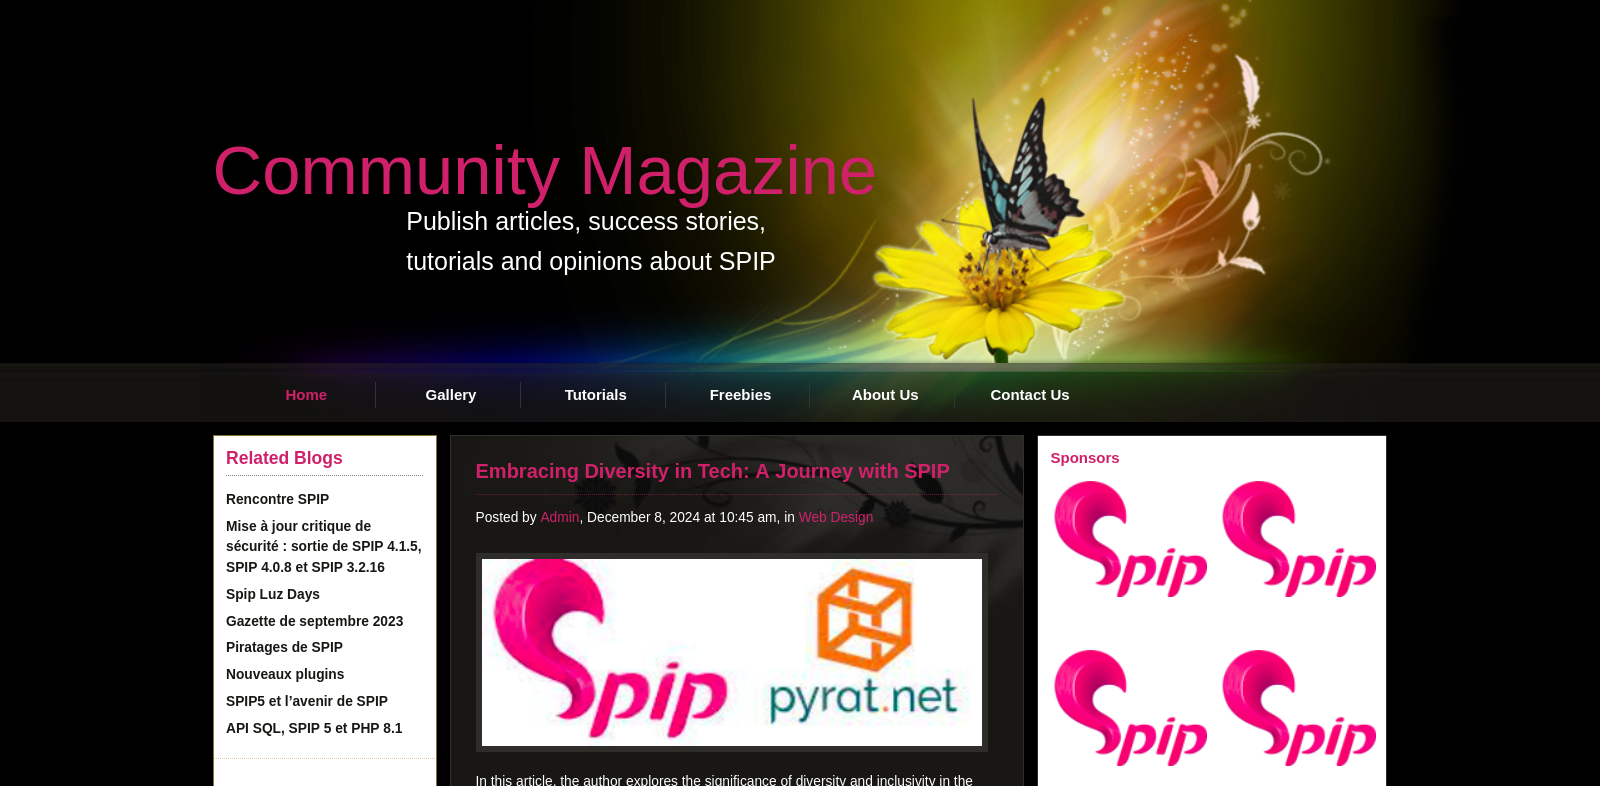 Community Magazine
Publish articles, success stories,
tutorials and opinions about SPIP
Home
Gallery
Tutorials
Freebies
About Us
Contact Us
Related Blogs
Rencontre SPIP
Mise à jour critique de
sécurité : sortie de SPIP 4.1.5,
SPIP 4.0.8 et SPIP 3.2.16
Spip Luz Days
Gazette de septembre 2023
Piratages de SPIP
Nouveaux plugins
SPIP5 et l’avenir de SPIP
API SQL, SPIP 5 et PHP 8.1
Embracing Diversity in Tech: A Journey with SPIP
Posted by Admin, December 8, 2024 at 10:45 am, in Web Design
Spip
pyrat.net
In this article, the author explores the significance of diversity and inclusivity in the
Sponsors
Spip
Spip
Spip
Spip